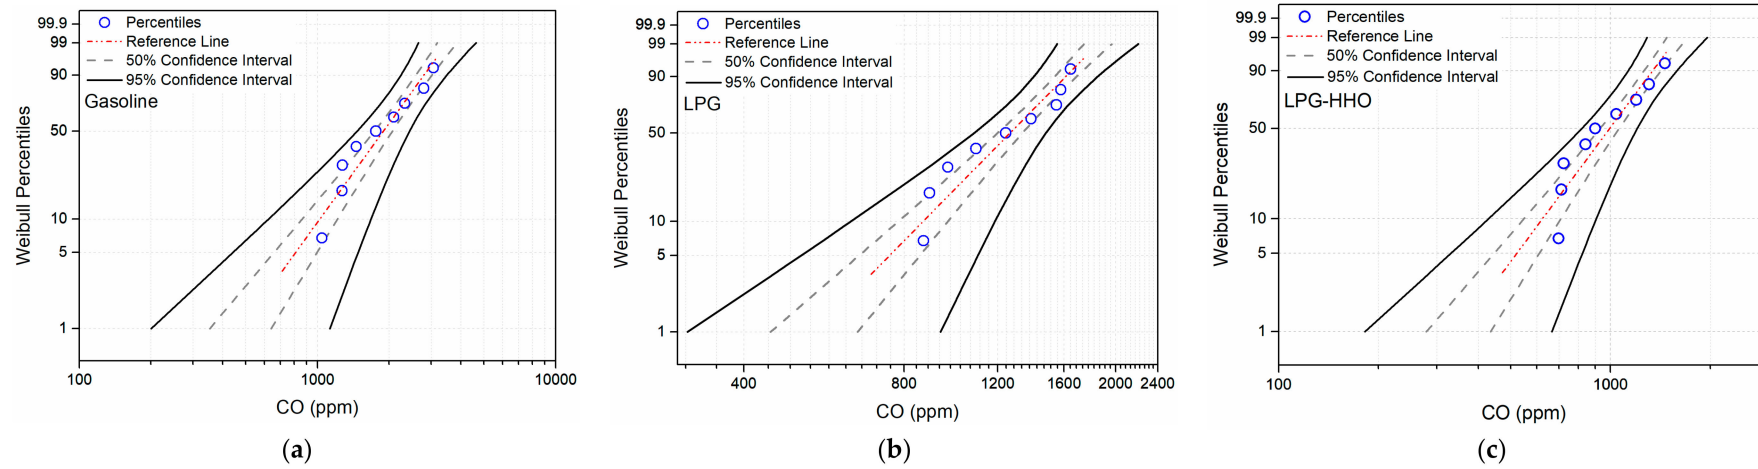 99.9
99
90
50
10
5
1
Weibull Percentiles
Percentiles
Reference Line
50% Confidence Interval
95% Confidence Interval
Gasoline
100
1000
10000
CO (ppm)
(a)
99.9
99
90
50
10
5
1
Weibull Percentiles
Percentiles
Reference Line
50% Confidence Interval
95% Confidence Interval
LPG
400
800
1200
1600
2000
2400
CO (ppm)
(b)
99.9
99
90
50
10
5
1
Weibull Percentiles
Percentiles
Reference Line
50% Confidence Interval
95% Confidence Interval
LPG-HHO
100
1000
CO (ppm)
(c)